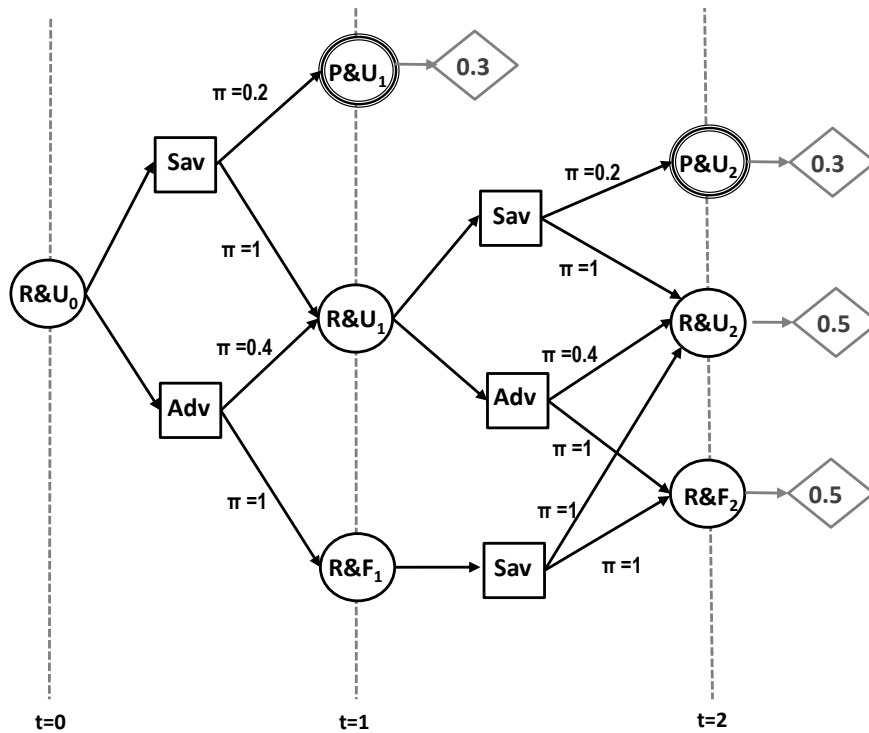 P&U₁
0.3
π =0.2
Sav
P&U₂
0.3
π =0.2
Sav
π =1
π =1
R&U₀
R&U₁
R&U₂
0.5
π =0.4
π =0.4
Adv
Adv
π =1
π =1
R&F₂
0.5
π =1
π =1
R&F₁
Sav
t=0
t=1
t=2